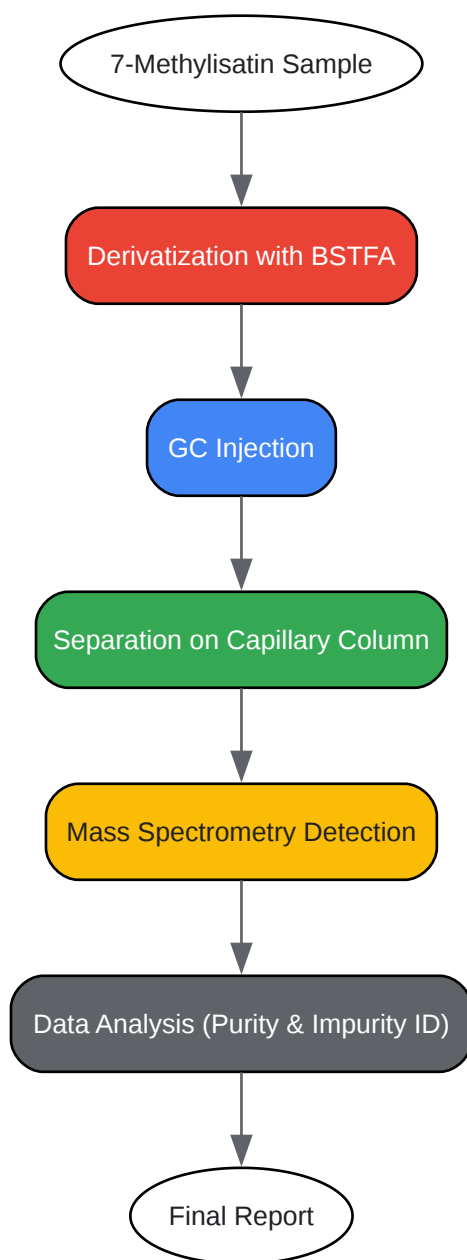 7-Methylisatin Sample
Derivatization with BSTFA
GC Injection
Separation on Capillary Column
Mass Spectrometry Detection
Data Analysis (Purity & Impurity ID)
Final Report